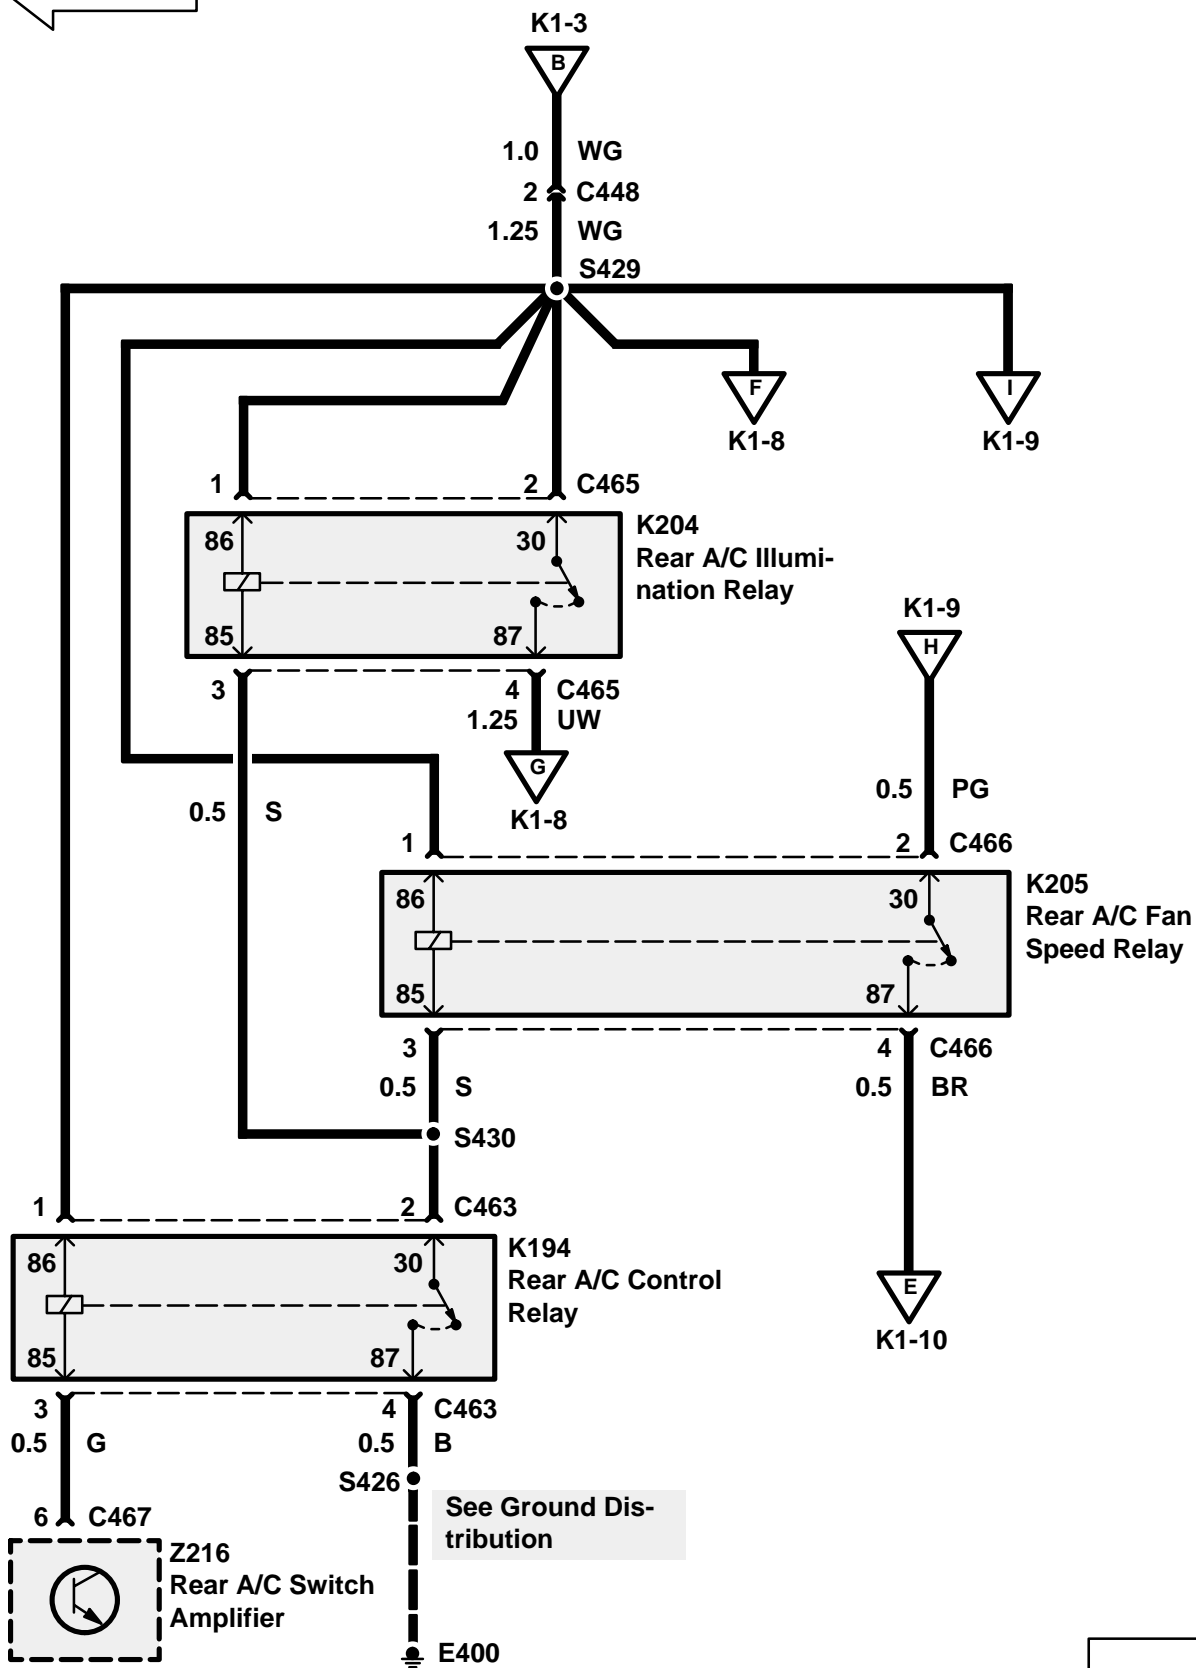 K1-3
B
1.0 WG
2 C448
1.25 WG
S429
F
I
K1-8
K1-9
1
2 C465
K204
Rear A/C Illumi-
nation Relay
86
30
85
87
3
4 C465
1.25 UW
G
K1-8
0.5 S
K1-9
H
0.5 PG
1
2 C466
K205
Rear A/C Fan
Speed Relay
86
30
85
87
3
4 C466
0.5 S
0.5 BR
S430
1
2 C463
K194
Rear A/C Control
Relay
86
30
85
87
E
K1-10
3
4 C463
0.5 G
0.5 B
S426
See Ground Dis-
tribution
6 C467
Z216
Rear A/C Switch
Amplifier
E400